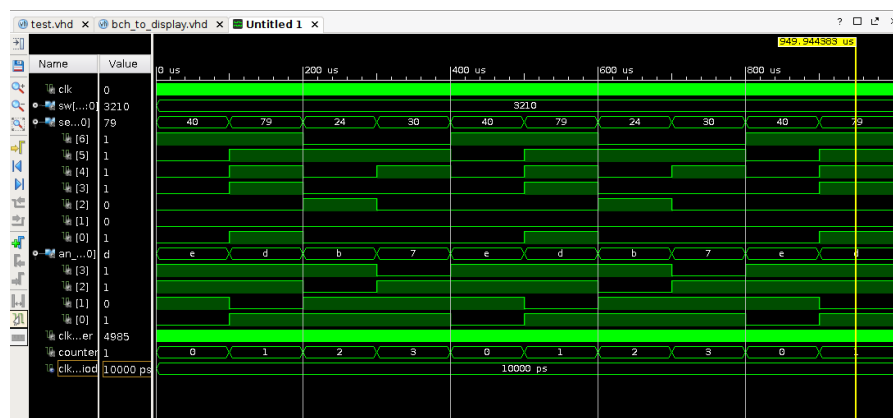 test.vhd × bch_to_display.vhd × Untitled 1 ×
949.944383 us
Name Value
0 us 200 us 400 us 600 us 800 us
clk 0
sw[...:0] 3210 3210
se...0] 79 40 79 24 30 40 79 24 30 40 79
[6] 1
[5] 1
[4] 1
[3] 1
[2] 0
[1] 0
[0] 1
an_...0] d e d b 7 e d b 7 e d
[3] 1
[2] 1
[1] 0
[0] 1
clk...er 4985
counter 1 0 1 2 3 0 1 2 3 0 1
clk...iod 10000 ps 10000 ps